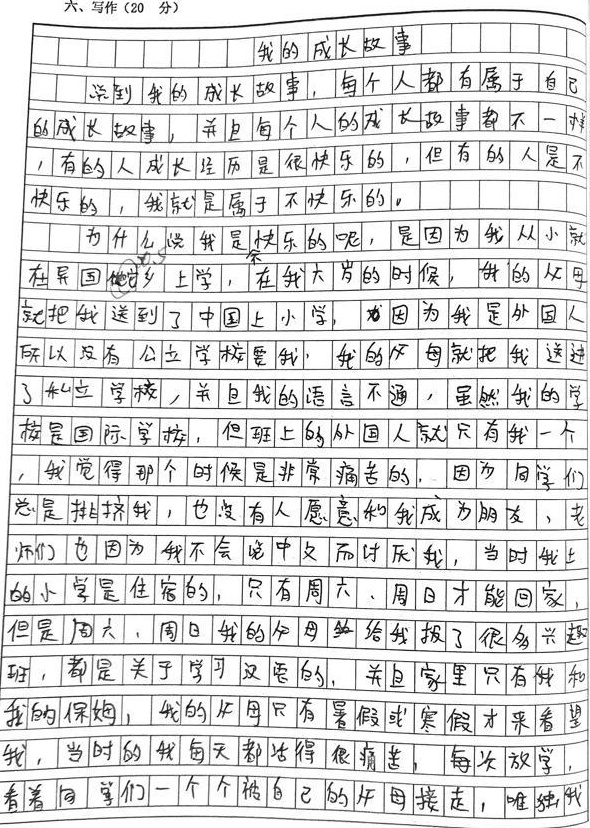 六、写作（20 分）
我的成长故事
说到我的成长故事，每个人都有属于自己
的成长故事，并且每个人的成长故事都不一样
，有的人成长经历是很快乐的，但有的人是不
快乐的，我就是属于不快乐的。
为什么说我是快乐的呢，是因为我从小就
在异国他乡上学，在我六岁的时候，我的父母
就把我送到了中国上小学，因为我是外国人
所以没有公立学校要我，我的父母就把我送进
了私立学校，并且我的语言不通，虽然我的学
校是国际学校，但班上的外国人就只有我一个
，我觉得那个时候是非常痛苦的，因为同学们
总是排挤我，也没有人愿意和我成为朋友，老
师们也因为我不会说中文而讨厌我，当时我上
的小学是住宿的，只有周六、周日才能回家，
但是周六、周日我的父母给我报了很多兴趣
班，都是关于学习汉语的，并且家里只有我和
我的保姆，我的父母只有暑假或寒假才来看望
我，当时的我每天都活得很痛苦，每次放学，
看着同学们一个个被自己的父母接走，唯独我